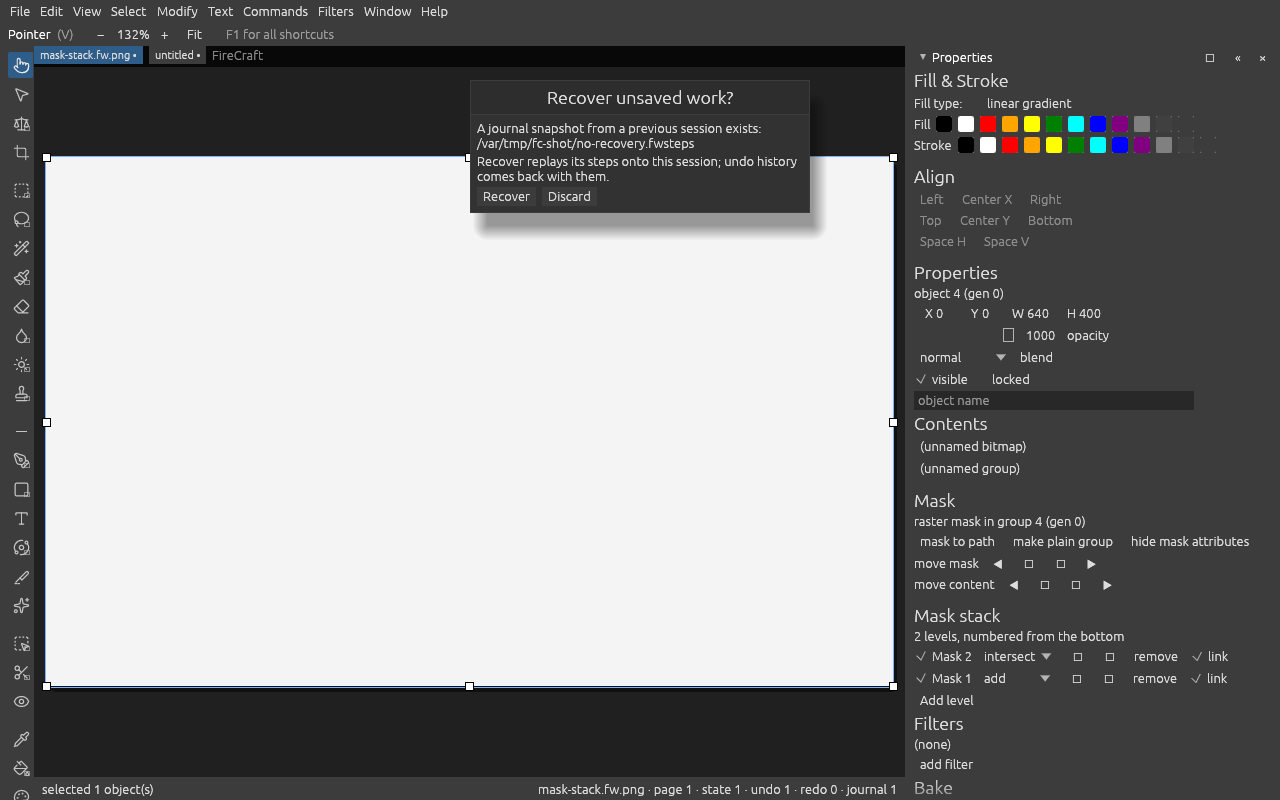 File Edit View Select Modify Text Commands Filters Window Help
Pointer (V) − 132% + Fit F1 for all shortcuts
mask-stack.fw.png • untitled • FireCraft
Recover unsaved work?
A journal snapshot from a previous session exists:
/var/tmp/fc-shot/no-recovery.fwsteps
Recover replays its steps onto this session; undo history
comes back with them.
Recover Discard
Properties
Fill & Stroke
Fill type: linear gradient
Fill
Stroke
Align
Left Center X Right
Top Center Y Bottom
Space H Space V
Properties
object 4 (gen 0)
X 0 Y 0 W 640 H 400
1000 opacity
normal blend
visible locked
object name
Contents
(unnamed bitmap)
(unnamed group)
Mask
raster mask in group 4 (gen 0)
mask to path make plain group hide mask attributes
move mask
move content
Mask stack
2 levels, numbered from the bottom
Mask 2 intersect remove link
Mask 1 add remove link
Add level
Filters
(none)
add filter
Bake
selected 1 object(s) mask-stack.fw.png · page 1 · state 1 · undo 1 · redo 0 · journal 1